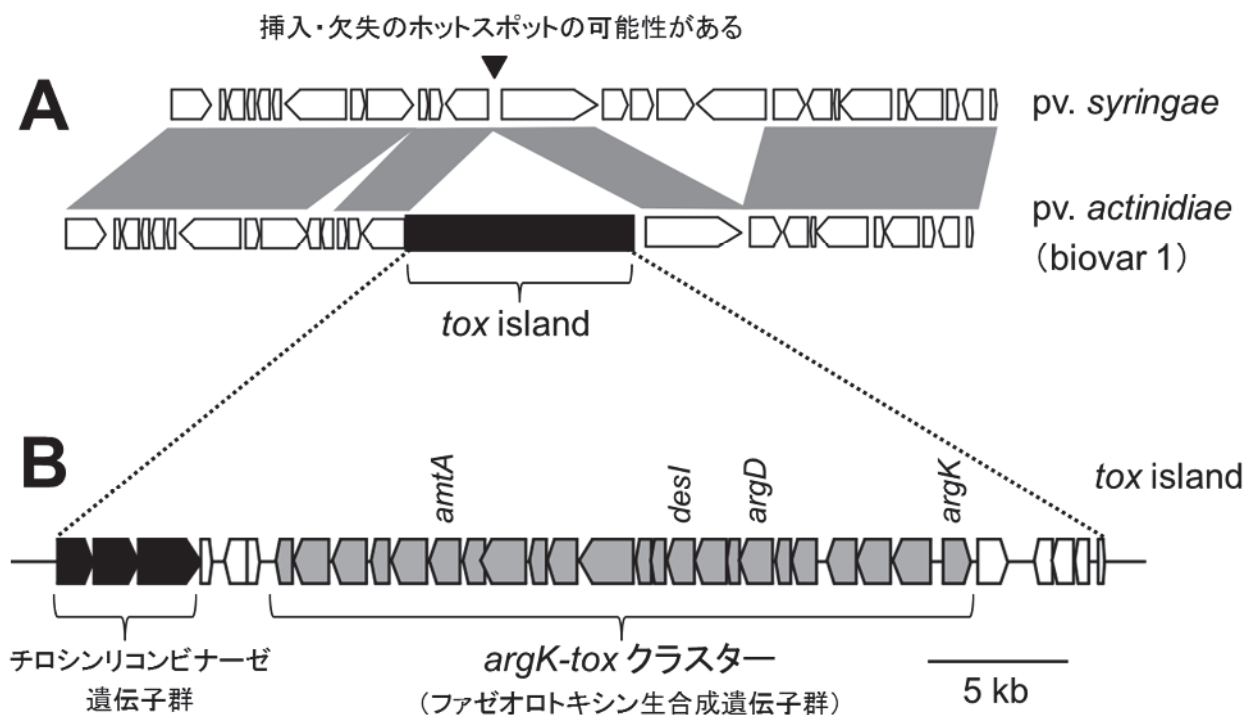 挿入・欠失のホットスポットの可能性がある
A
pv. syringae
pv. actinidiae
（biovar 1）
tox island
B
amtA
desI
argD
argK
tox island
チロシンリコンビナーゼ
遺伝子群
argK-tox クラスター
（ファゼオロトキシン生合成遺伝子群）
5 kb